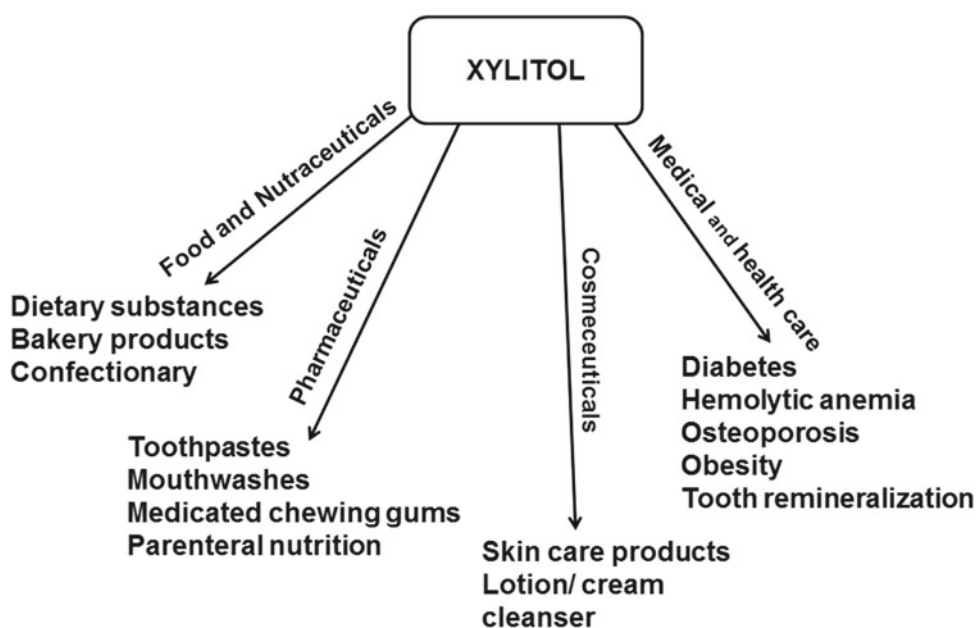 XYLITOL
Food and Nutraceuticals
Dietary substances
Bakery products
Confectionary
Pharmaceuticals
Toothpastes
Mouthwashes
Medicated chewing gums
Parenteral nutrition
Cosmeceuticals
Skin care products
Lotion/ cream
cleanser
Medical and health care
Diabetes
Hemolytic anemia
Osteoporosis
Obesity
Tooth remineralization